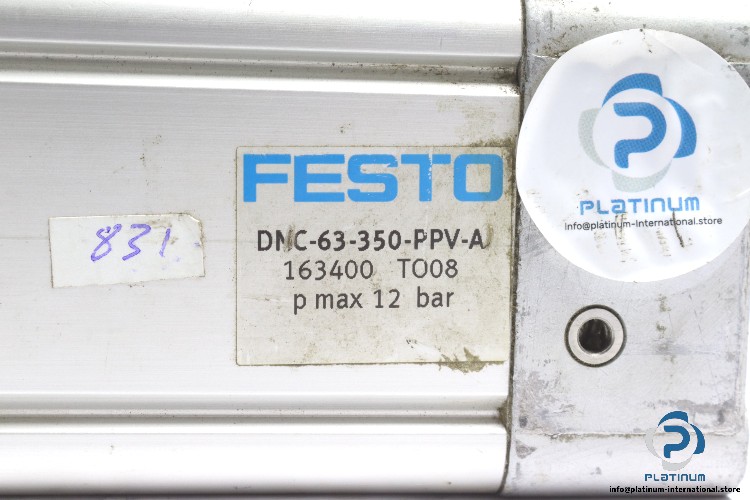 FESTO
DNC-63-350-PPV-A
163400 T008
p max 12 bar
831
PLATINUM
info@platinum-international.store
PLATINUM
info@platinum-international.store